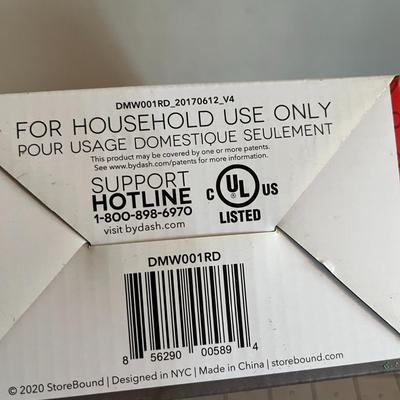 DMW001RD_20170612_V4
FOR HOUSEHOLD USE ONLY
POUR USAGE DOMESTIQUE SEULEMENT
This product may be covered by one or more patents.
See www.bydash.com/patents for more information.
SUPPORT
HOTLINE
1-800-898-6970
visit bydash.com
C UL US
LISTED
DMW001RD
8 56290 00589 4
© 2020 StoreBound | Designed in NYC | Made in China | storebound.com